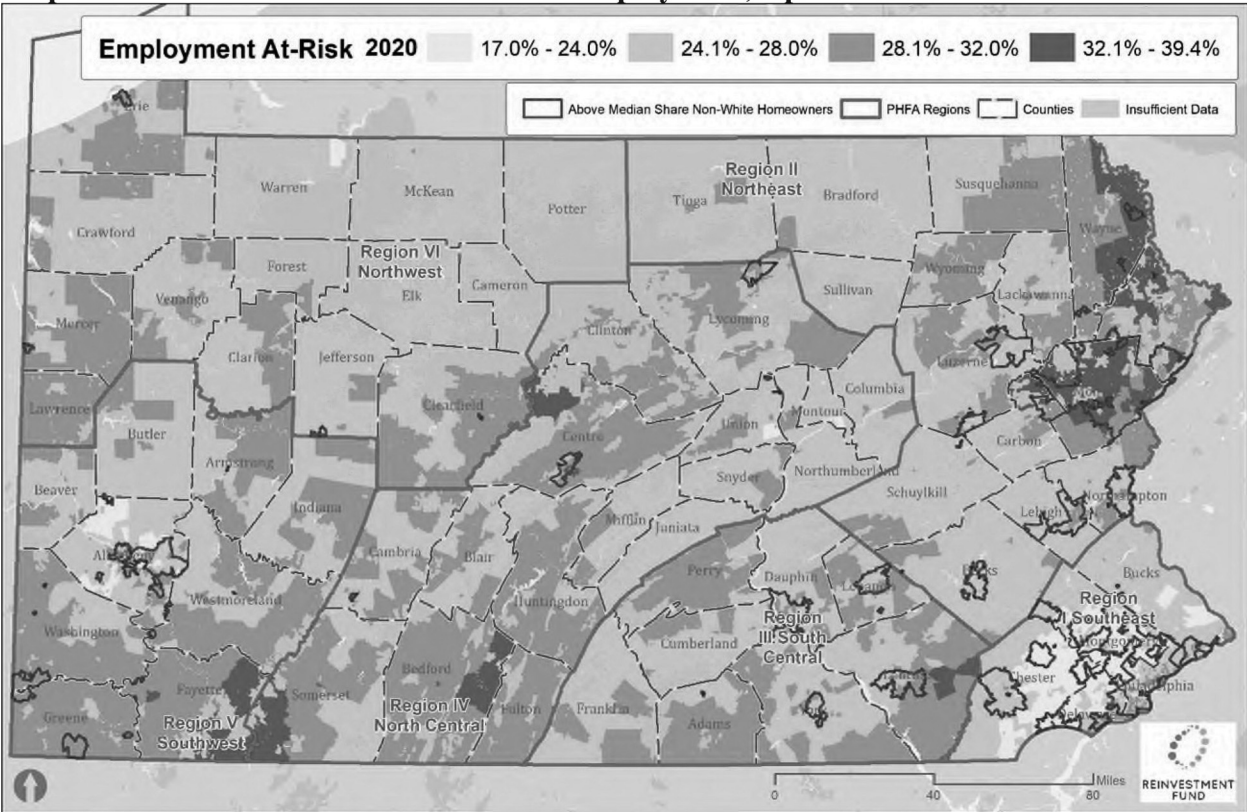 Employment At-Risk 2020 17.0% - 24.0% 24.1% - 28.0% 28.1% - 32.0% 32.1% - 39.4%
Above Median Share Non-White Homeowners PHFA Regions Counties Insufficient Data
Erie
Warren
McKean
Potter
Tioga
Region II
Northeast
Bradford
Susquehanna
Wayne
Crawford
Forest
Region VI
Northwest
Elk
Cameron
Sullivan
Wyoming
Lackawanna
Mercer
Venango
Clarion
Jefferson
Clinton
Lycoming
Luzerne
Lawrence
Butler
Clearfield
Centre
Union
Montour
Columbia
Carbon
Armstrong
Snyder
Northumberland
Schuylkill
Northampton
Lehigh
Beaver
Indiana
Cambria
Blair
Mifflin
Juniata
Westmoreland
Huntingdon
Perry
Dauphin
Bucks
Washington
Cumberland
Region
III South
Central
Region
I Southeast
Montgomery
Fayette
Somerset
Bedford
Fulton
Franklin
Adams
Chester
Philadelphia
Greene
Region V
Southwest
Region IV
North Central
Miles
0 40 80
REINVESTMENT
FUND